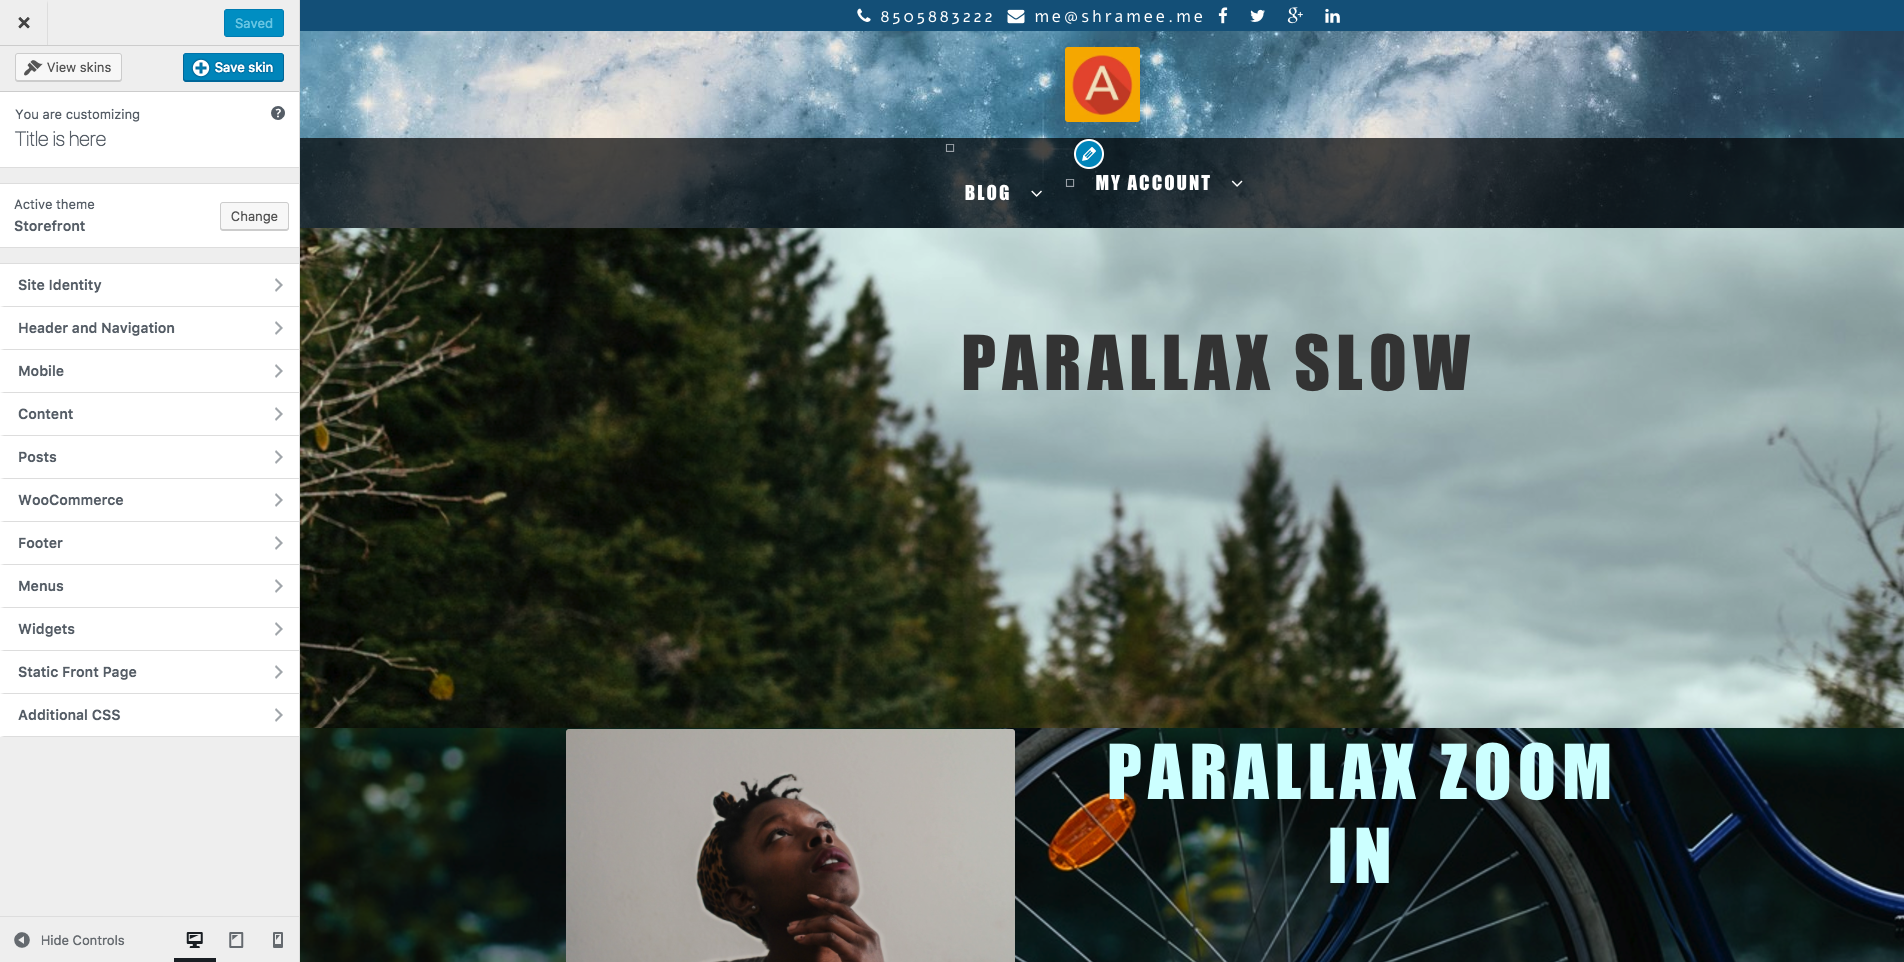 Saved
View skins
Save skin
You are customizing
Title is here
Active theme
Storefront
Change
Site Identity
Header and Navigation
Mobile
Content
Posts
WooCommerce
Footer
Menus
Widgets
Static Front Page
Additional CSS
Hide Controls
8505883222 me@shramee.me
A
BLOG
MY ACCOUNT
PARALLAX SLOW
PARALLAX ZOOM
IN